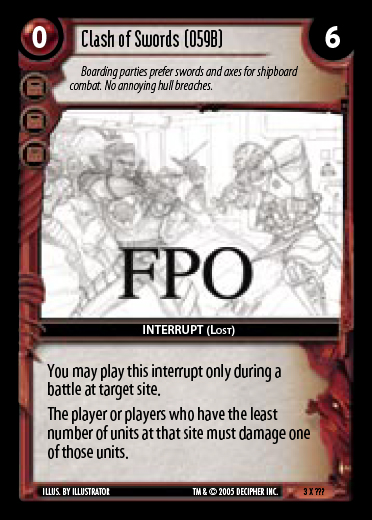 0
Clash of Swords (059B)
6
Boarding parties prefer swords and axes for shipboard
combat. No annoying hull breaches.
FPO
INTERRUPT (LOST)
You may play this interrupt only during a
battle at target site.
The player or players who have the least
number of units at that site must damage one
of those units.
ILLUS. BY ILLUSTRATOR
TM & © 2005 DECIPHER INC.
3 X ???